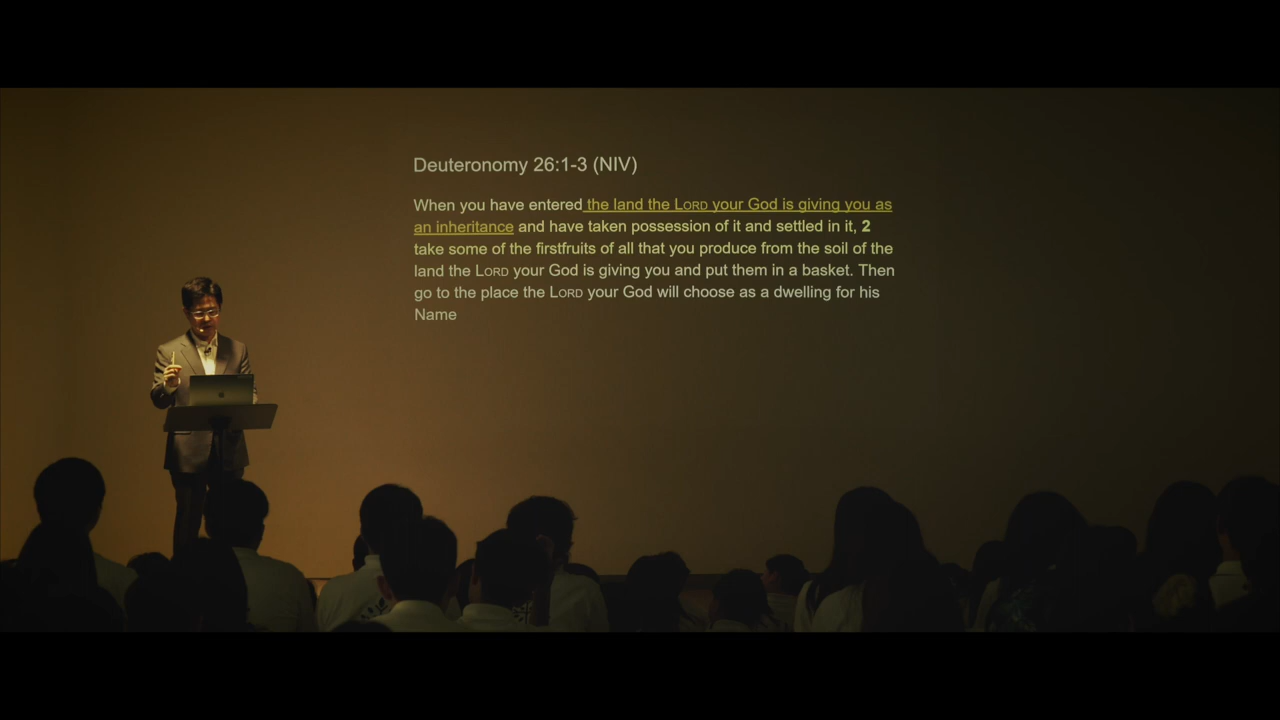 Deuteronomy 26:1-3 (NIV)
When you have entered the land the LORD your God is giving you as
an inheritance and have taken possession of it and settled in it, 2
take some of the firstfruits of all that you produce from the soil of the
land the LORD your God is giving you and put them in a basket. Then
go to the place the LORD your God will choose as a dwelling for his
Name